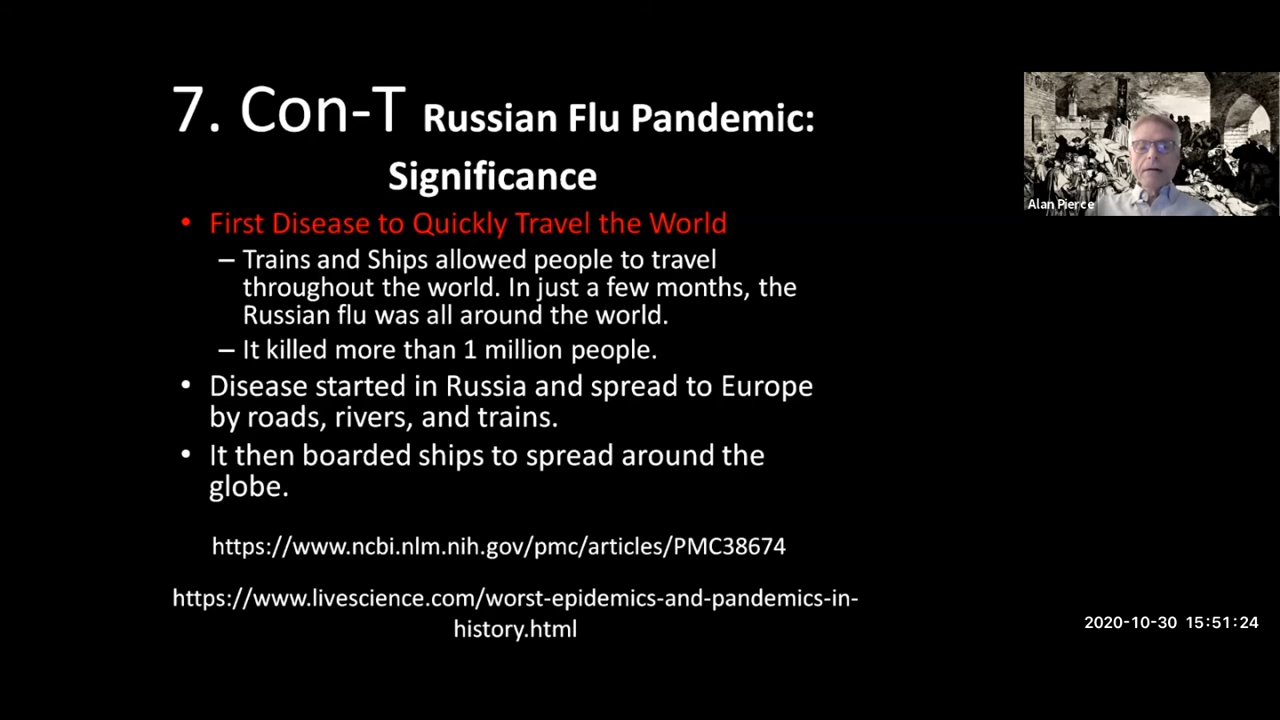 7. Con-T Russian Flu Pandemic:
Significance
• First Disease to Quickly Travel the World
– Trains and Ships allowed people to travel
throughout the world. In just a few months, the
Russian flu was all around the world.
– It killed more than 1 million people.
• Disease started in Russia and spread to Europe
by roads, rivers, and trains.
• It then boarded ships to spread around the
globe.
https://www.ncbi.nlm.nih.gov/pmc/articles/PMC38674
https://www.livescience.com/worst-epidemics-and-pandemics-in-
history.html
Alan Pierce
2020-10-30 15:51:24